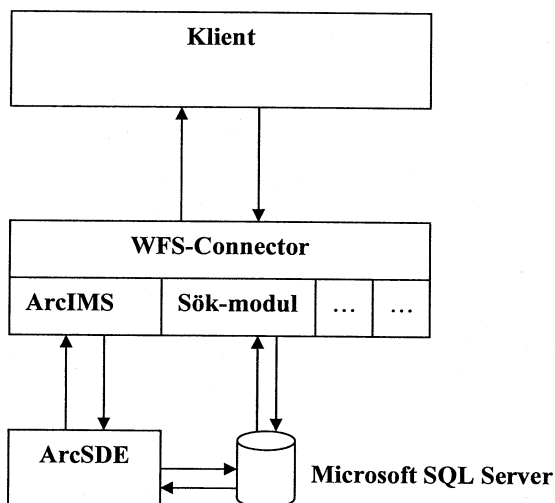 Klient
WFS-Connector
ArcIMS
Sök-modul
...
...
ArcSDE
Microsoft SQL Server